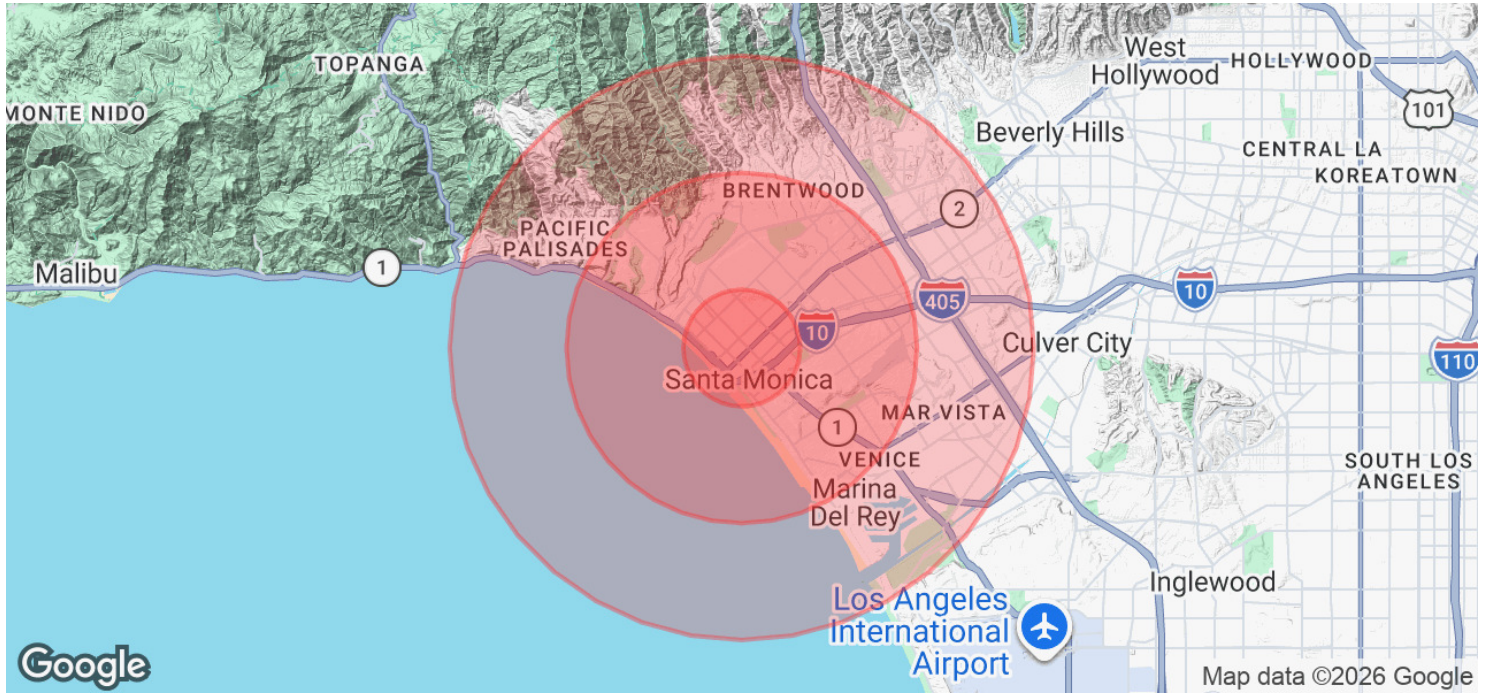 West
Hollywood
HOLLYWOOD
TOPANGA
101
MONTE NIDO
Beverly Hills
CENTRAL LA
KOREATOWN
BRENTWOOD
2
PACIFIC
PALISADES
Malibu
1
405
10
10
Culver City
110
Santa Monica
MAR VISTA
1
VENICE
SOUTH LOS
ANGELES
Marina
Del Rey
Inglewood
Los Angeles
International
Airport
Google
Map data ©2026 Google